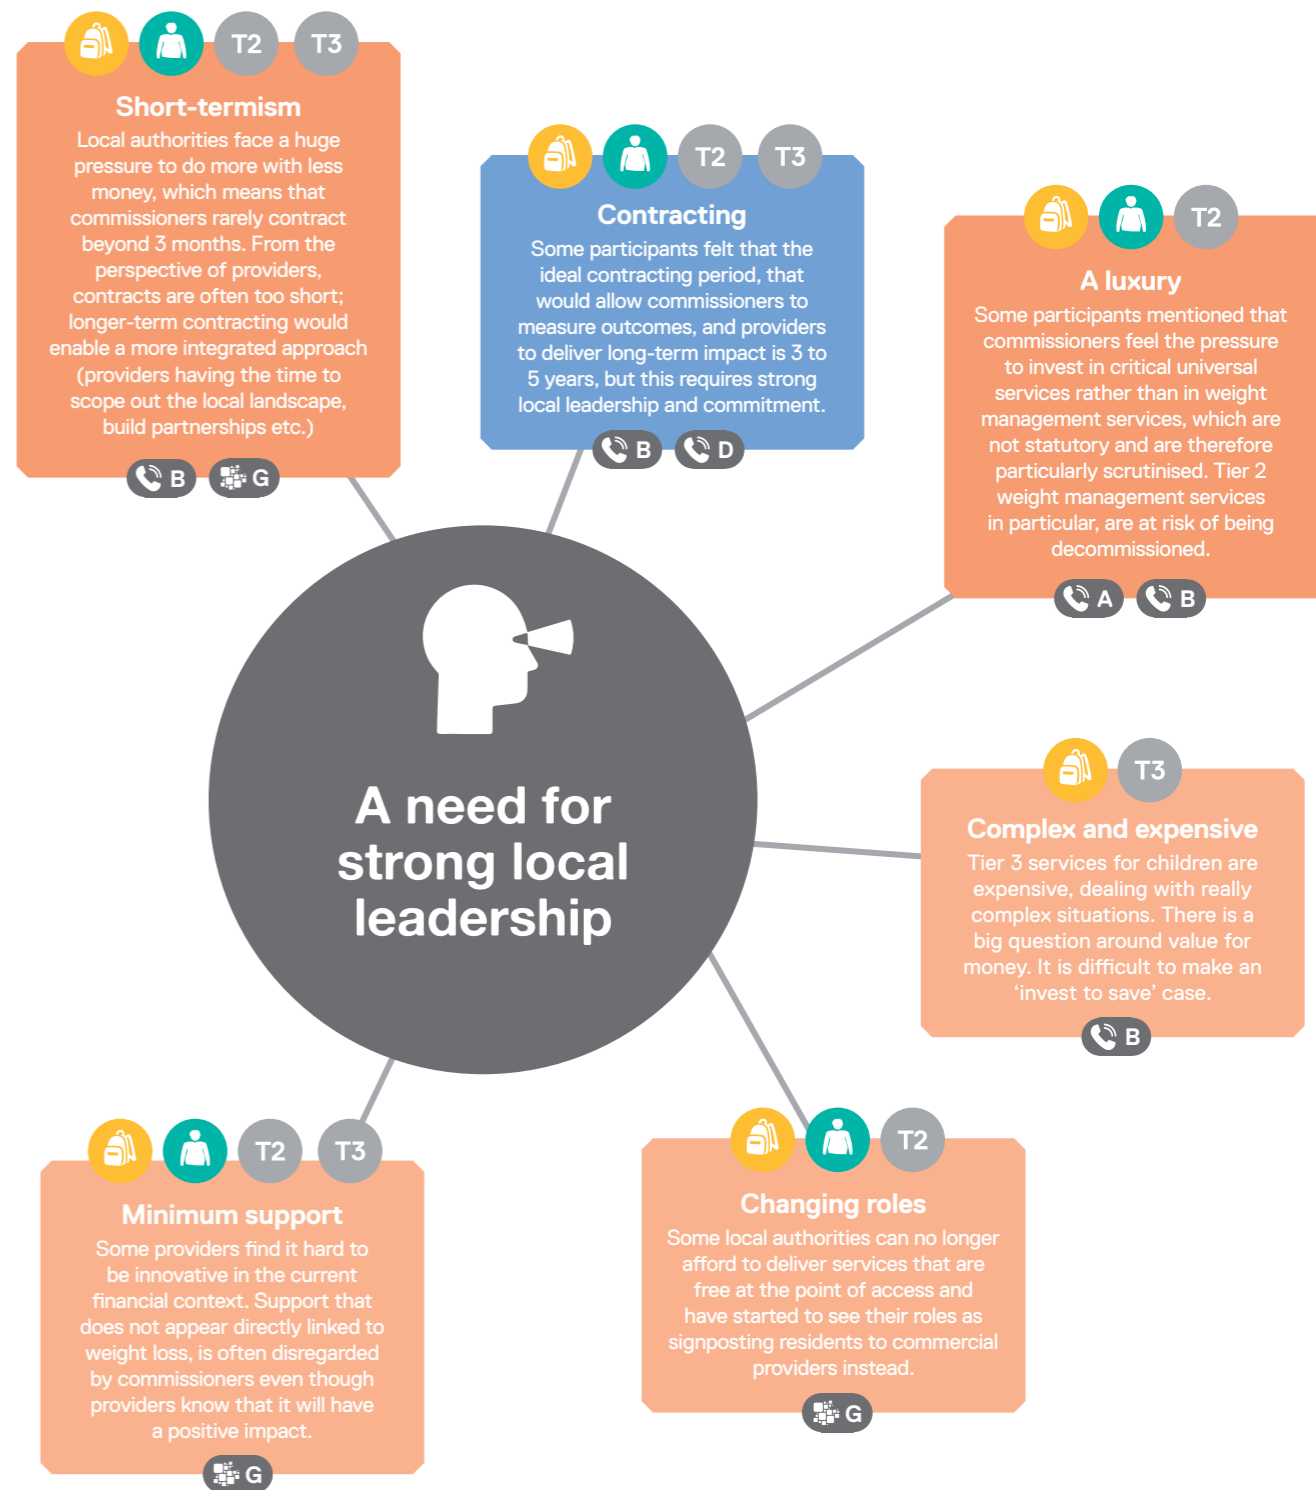 T2 T3
Short-termism
Local authorities face a huge
pressure to do more with less
money, which means that
commissioners rarely contract
beyond 3 months. From the
perspective of providers,
contracts are often too short;
longer-term contracting would
enable a more integrated approach
(providers having the time to
scope out the local landscape,
build partnerships etc.)
B G
T2 T3
Contracting
Some participants felt that the
ideal contracting period, that
would allow commissioners to
measure outcomes, and providers
to deliver long-term impact is 3 to
5 years, but this requires strong
local leadership and commitment.
B D
T2
A luxury
Some participants mentioned that
commissioners feel the pressure
to invest in critical universal
services rather than in weight
management services, which are
not statutory and are therefore
particularly scrutinised. Tier 2
weight management services
in particular, are at risk of being
decommissioned.
A B
A need for
strong local
leadership
T3
Complex and expensive
Tier 3 services for children are
expensive, dealing with really
complex situations. There is a
big question around value for
money. It is difficult to make an
‘invest to save’ case.
B
T2 T3
Minimum support
Some providers find it hard to
be innovative in the current
financial context. Support that
does not appear directly linked to
weight loss, is often disregarded
by commissioners even though
providers know that it will have
a positive impact.
G
T2
Changing roles
Some local authorities can no longer
afford to deliver services that are
free at the point of access and
have started to see their roles as
signposting residents to commercial
providers instead.
G